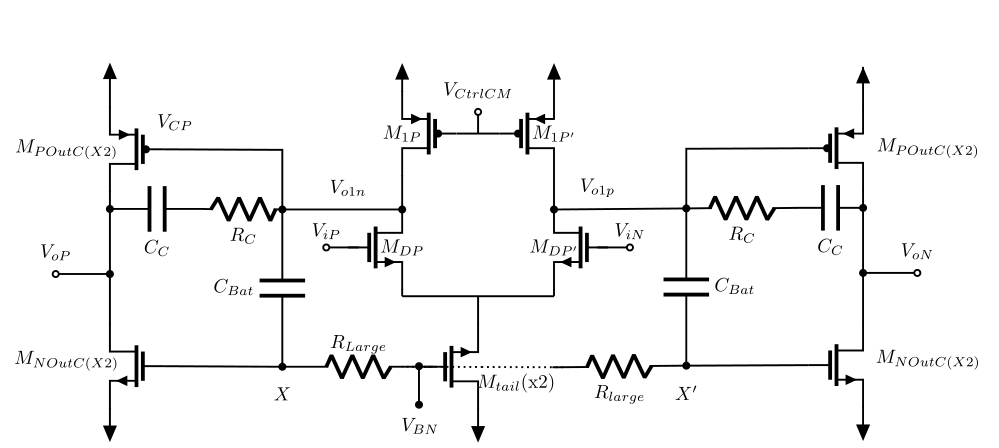 V_{CtrlCM}
V_{CP}
M_{1P}
M_{1P'}
M_{POutC(X2)}
M_{POutC(X2)}
V_{o1n}
V_{o1p}
V_{iP}
V_{iN}
R_C
R_C
C_C
M_{DP}
M_{DP'}
C_C
V_{oP}
V_{oN}
C_{Bat}
C_{Bat}
R_{Large}
M_{NOutC(X2)}
M_{NOutC(X2)}
M_{tail}(x2)
X
R_{large}
X'
V_{BN}